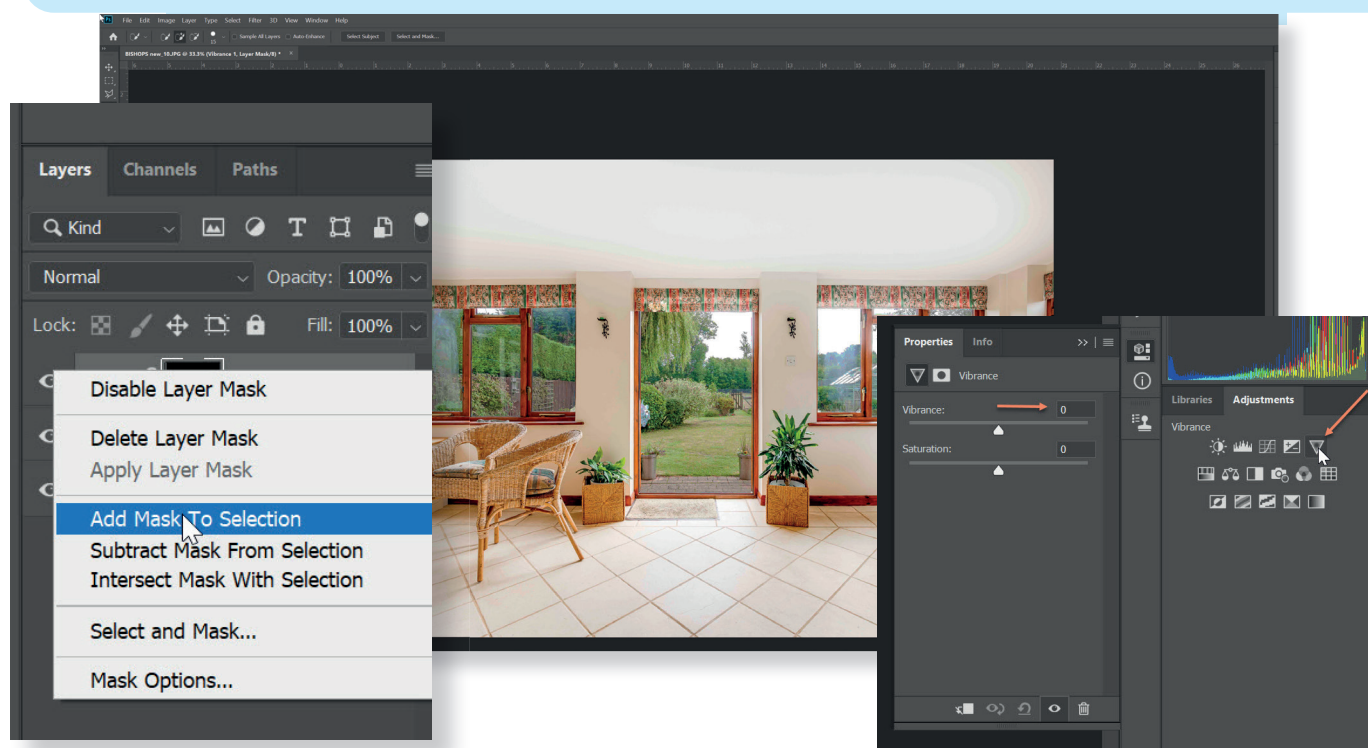 Ps File Edit Image Layer Type Select Filter 3D View Window Help
15 Sample All Layers Auto-Enhance Select Subject Select and Mask...
BISHOPS new_10.JPG @ 33.3% (Vibrance 1, Layer Mask/8) * ×
Layers Channels Paths
Kind
Normal Opacity: 100%
Lock: Fill: 100%
Disable Layer Mask
Delete Layer Mask
Apply Layer Mask
Add Mask To Selection
Subtract Mask From Selection
Intersect Mask With Selection
Select and Mask...
Mask Options...
Properties Info
Vibrance
Vibrance: 0
Saturation: 0
Libraries Adjustments
Vibrance